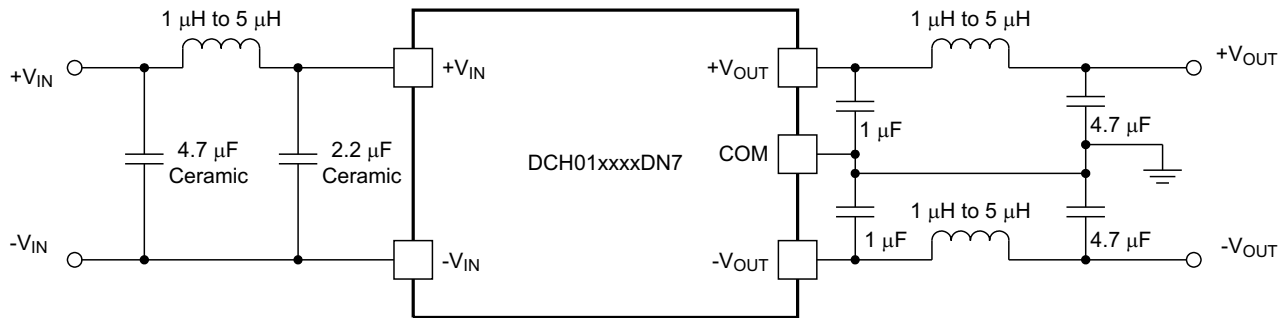 1 μH to 5 μH
1 μH to 5 μH
+VIN
+VIN
+VOUT
+VOUT
4.7 μF
Ceramic
2.2 μF
Ceramic
DCH01xxxxDN7
1 μF
4.7 μF
COM
1 μH to 5 μH
1 μF
4.7 μF
-VIN
-VIN
-VOUT
-VOUT